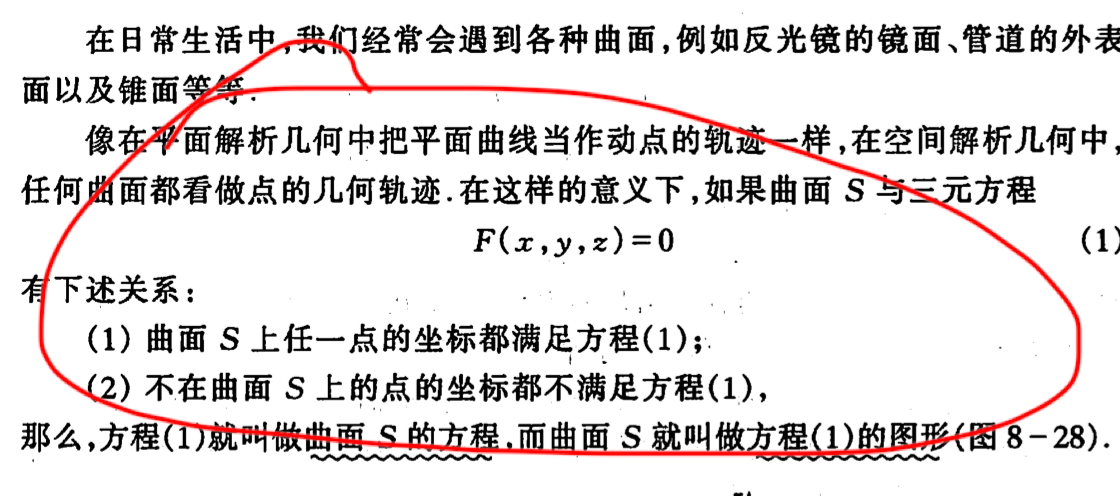 在日常生活中,我们经常会遇到各种曲面,例如反光镜的镜面、管道的外表
面以及锥面等等.
像在平面解析几何中把平面曲线当作动点的轨迹一样,在空间解析几何中,
任何曲面都看做点的几何轨迹.在这样的意义下,如果曲面 S 与三元方程
F(x,y,z)=0 (1)
有下述关系:
(1) 曲面 S 上任一点的坐标都满足方程(1);
(2) 不在曲面 S 上的点的坐标都不满足方程(1),
那么,方程(1)就叫做曲面 S 的方程,而曲面 S 就叫做方程(1)的图形(图 8-28).